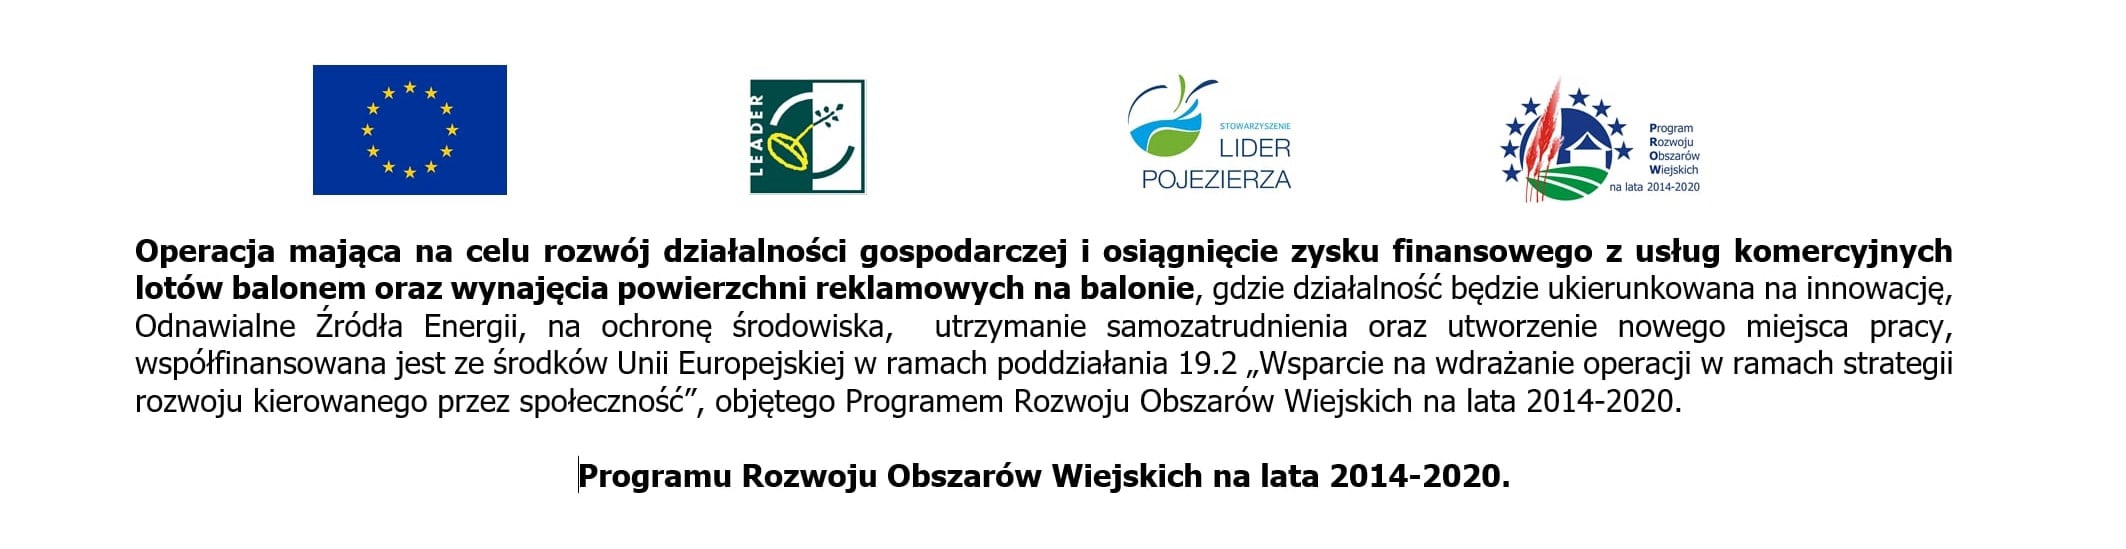 LEADER
STOWARZYSZENIE
LIDER
POJEZIERZA
Program
Rozwoju
Obszarów
Wiejskich
na lata 2014-2020
Operacja mająca na celu rozwój działalności gospodarczej i osiągnięcie zysku finansowego z usług komercyjnych
lotów balonem oraz wynajęcia powierzchni reklamowych na balonie, gdzie działalność będzie ukierunkowana na innowację,
Odnawialne Źródła Energii, na ochronę środowiska, utrzymanie samozatrudnienia oraz utworzenie nowego miejsca pracy,
współfinansowana jest ze środków Unii Europejskiej w ramach poddziałania 19.2 „Wsparcie na wdrażanie operacji w ramach strategii
rozwoju kierowanego przez społeczność”, objętego Programem Rozwoju Obszarów Wiejskich na lata 2014-2020.
Programu Rozwoju Obszarów Wiejskich na lata 2014-2020.